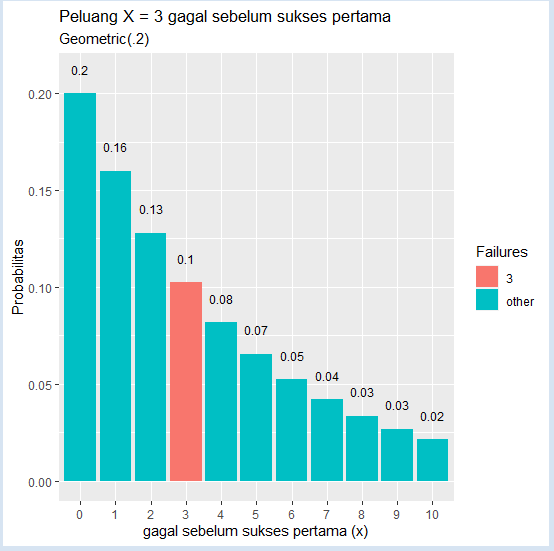 Peluang X = 3 gagal sebelum sukses pertama
Geometric(.2)
0.2
0.16
0.13
0.1
0.08
0.07
0.05
0.04
0.03
0.03
0.02
0.20
0.15
0.10
0.05
0.00
Probabilitas
0 1 2 3 4 5 6 7 8 9 10
gagal sebelum sukses pertama (x)
Failures
3
other